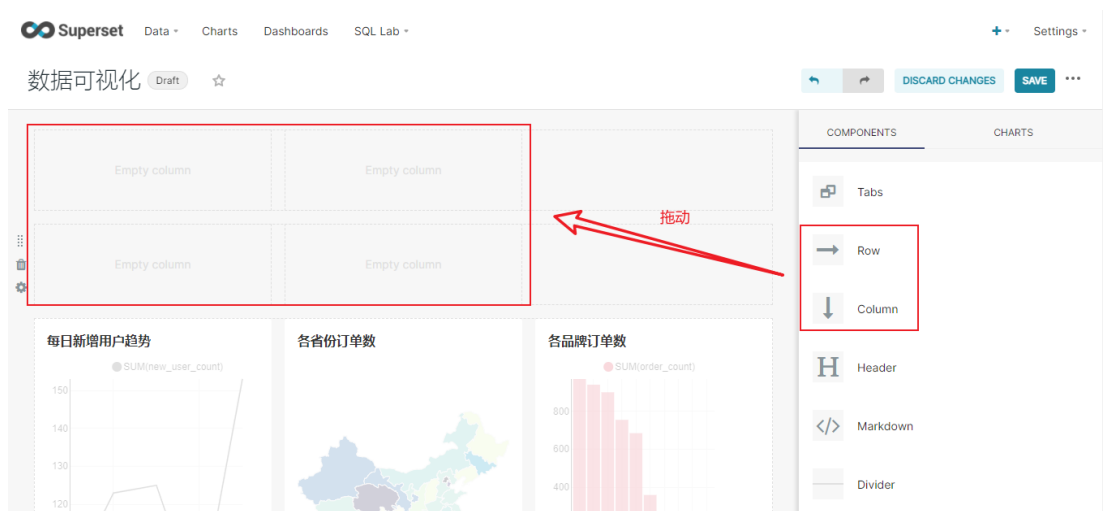 Superset Data Charts Dashboards SQL Lab + Settings
数据可视化 Draft DISCARD CHANGES SAVE ...
COMPONENTS CHARTS
Empty column Empty column
Tabs
拖动
Row
Empty column Empty column
Column
每日新增用户趋势 各省份订单数 各品牌订单数
SUM(new_user_count) SUM(order_count)
H Header
150
800
140
</> Markdown
600
130
400
Divider
120